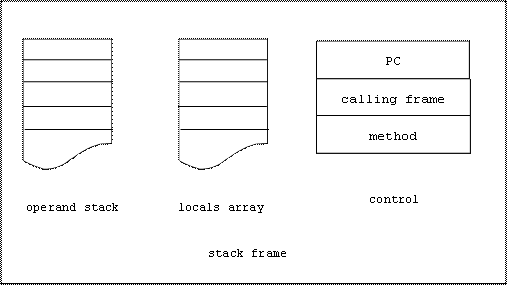 PC
calling frame
method
operand stack
locals array
control
stack frame